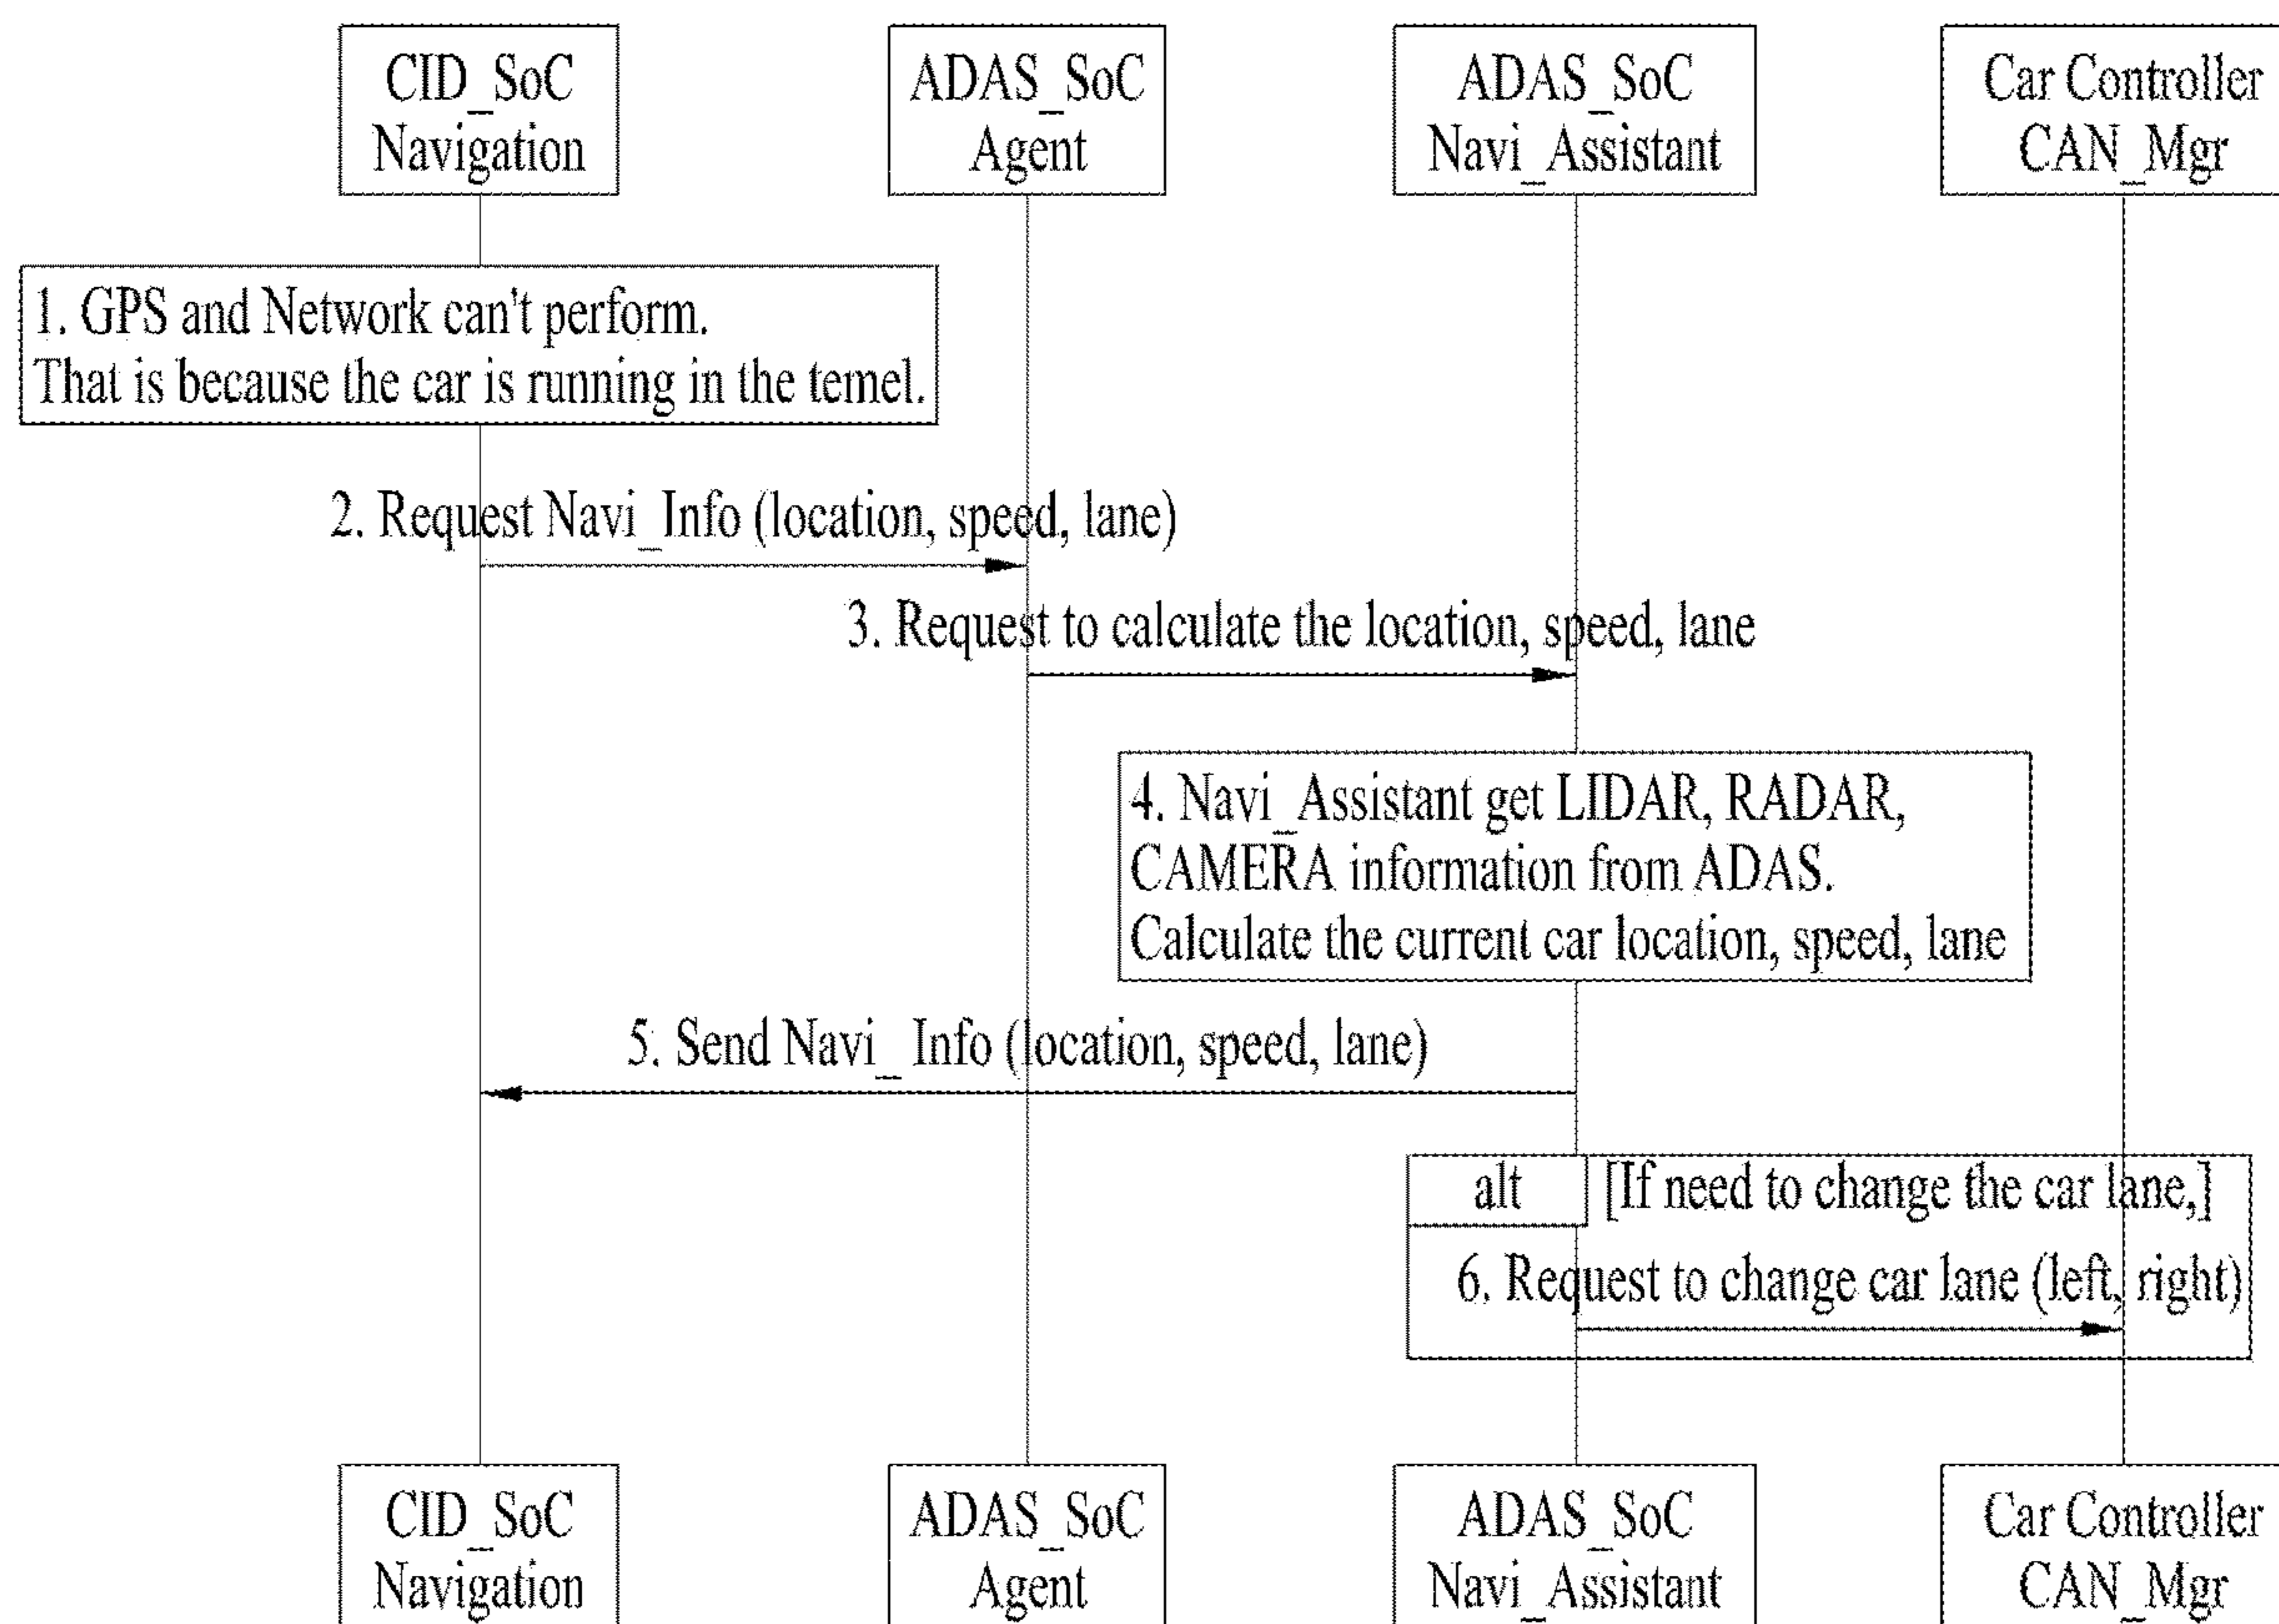 CID_SoC
Navigation
ADAS_SoC
Agent
ADAS_SoC
Navi_Assistant
Car Controller
CAN_Mgr
1. GPS and Network can't perform.
That is because the car is running in the temel.
2. Request Navi_Info (location, speed, lane)
3. Request to calculate the location, speed, lane
4. Navi_Assistant get LIDAR, RADAR,
CAMERA information from ADAS.
Calculate the current car location, speed, lane
5. Send Navi_ Info (location, speed, lane)
alt [If need to change the car lane,]
6. Request to change car lane (left, right)
CID_SoC
Navigation
ADAS_SoC
Agent
ADAS_SoC
Navi_Assistant
Car Controller
CAN_Mgr